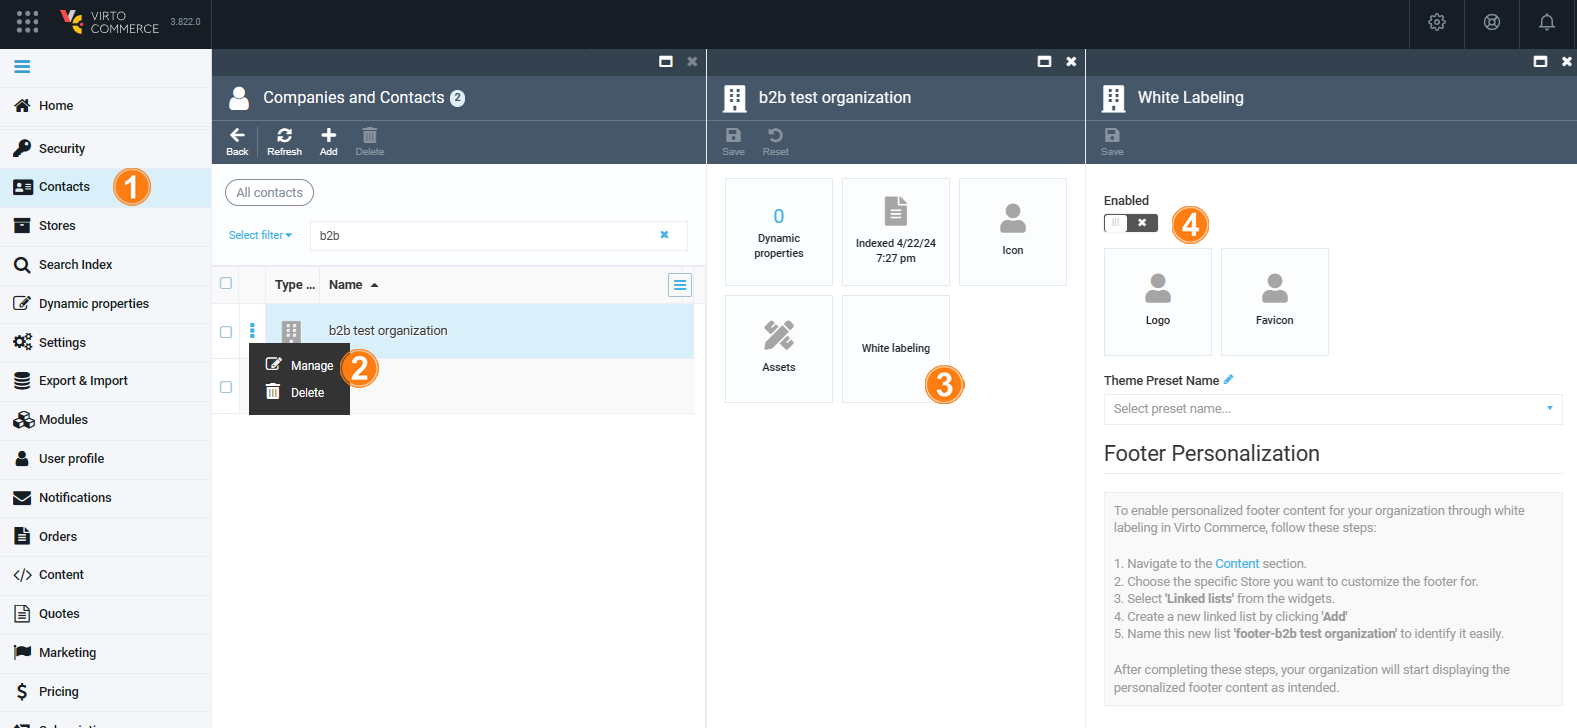 VIRTO
COMMERCE
3.822.0
Home
Security
Contacts
1
Stores
Search Index
Dynamic properties
Settings
Export & Import
Modules
User profile
Notifications
Orders
Content
Quotes
Marketing
Pricing
Companies and Contacts 2
Back
Refresh
Add
Delete
All contacts
Select filter
b2b
Type ...
Name
b2b test organization
Manage
2
Delete
b2b test organization
Save
Reset
0
Dynamic
properties
Indexed 4/22/24
7:27 pm
Icon
Assets
White labeling
3
White Labeling
Save
Enabled
4
Logo
Favicon
Theme Preset Name
Select preset name...
Footer Personalization
To enable personalized footer content for your organization through white
labeling in Virto Commerce, follow these steps:
1. Navigate to the Content section.
2. Choose the specific Store you want to customize the footer for.
3. Select 'Linked lists' from the widgets.
4. Create a new linked list by clicking 'Add'
5. Name this new list 'footer-b2b test organization' to identify it easily.
After completing these steps, your organization will start displaying the
personalized footer content as intended.